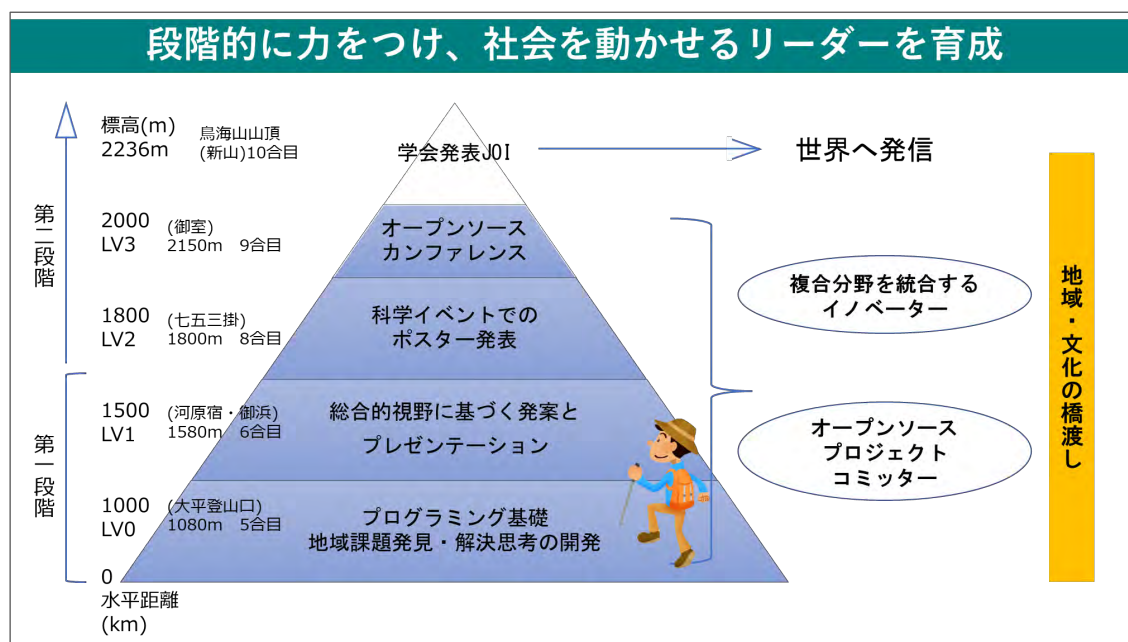 段階的に力をつけ、社会を動かせるリーダーを育成
標高(m)
2236m
鳥海山山頂
(新山)10合目
学会発表JOI
世界へ発信
第二段階
2000
LV3
(御室)
2150m 9合目
オープンソース
カンファレンス
複合分野を統合する
イノベーター
1800
LV2
(七五三掛)
1800m 8合目
科学イベントでの
ポスター発表
地域・文化の橋渡し
第一段階
1500
LV1
(河原宿・御浜)
1580m 6合目
総合的視野に基づく発案と
プレゼンテーション
オープンソース
プロジェクト
コミッター
1000
LV0
(大平登山口)
1080m 5合目
プログラミング基礎
地域課題発見・解決思考の開発
0
水平距離
(km)